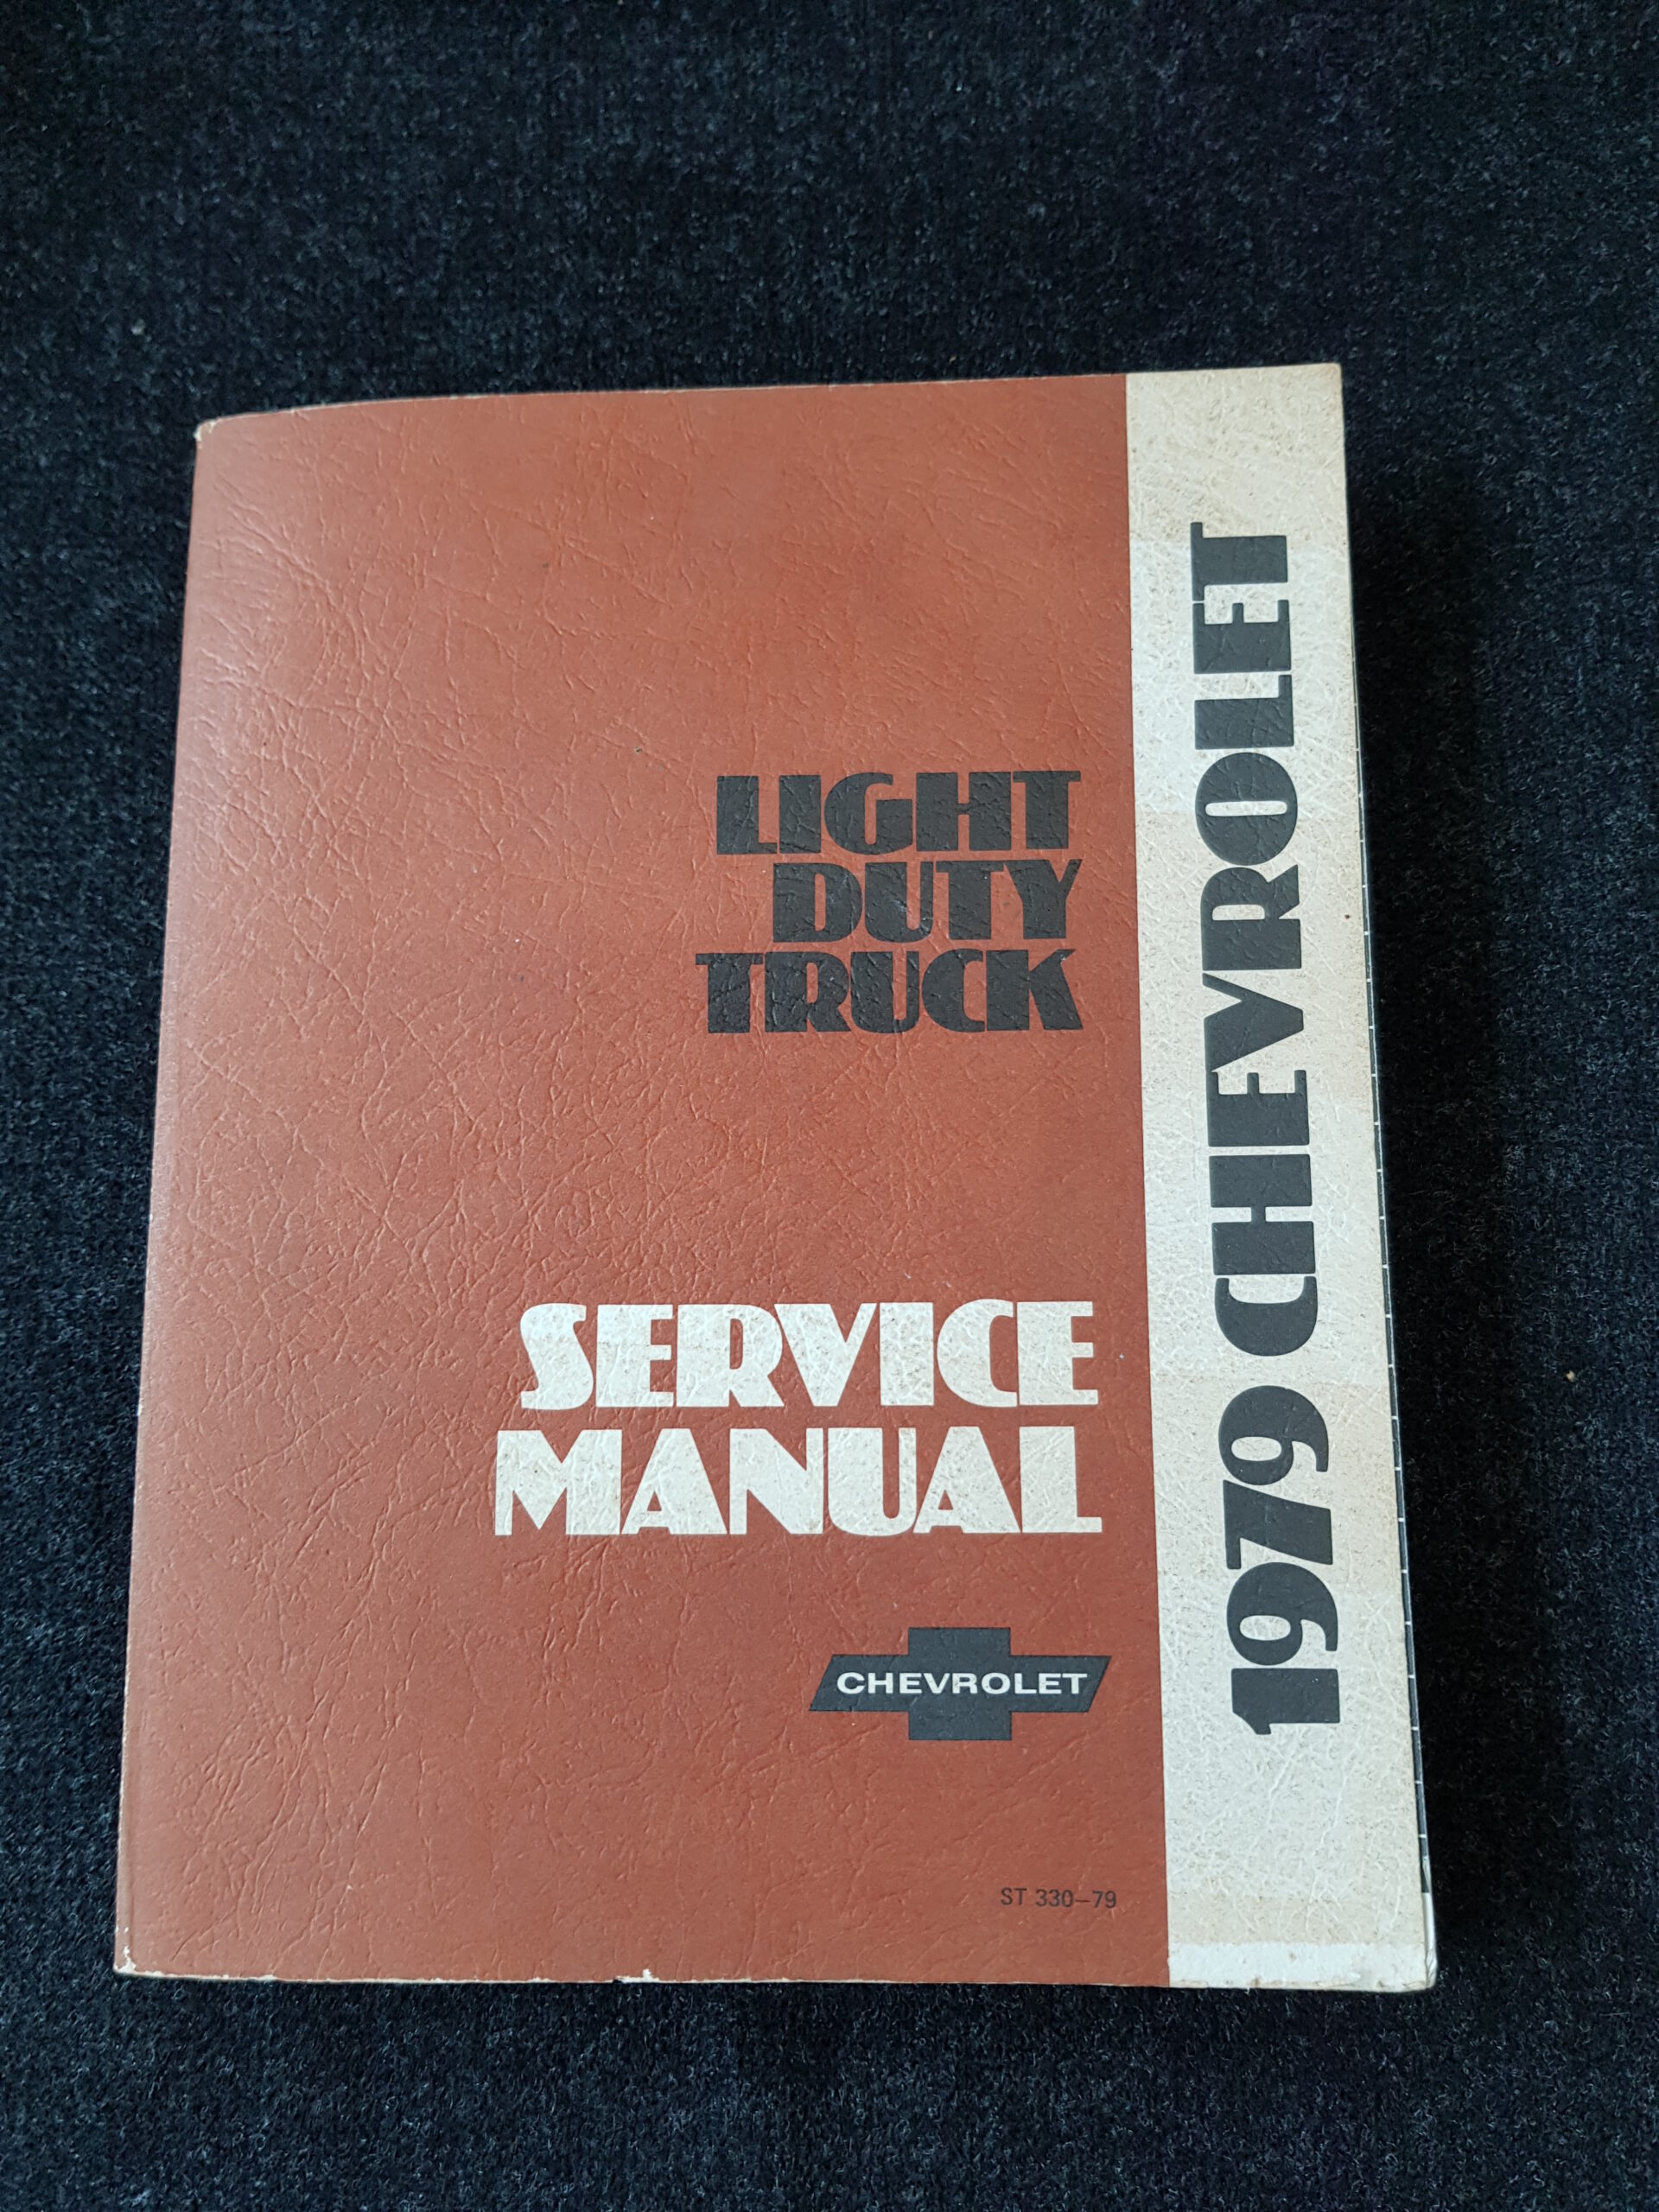 LIGHT
DUTY
TRUCK
SERVICE
MANUAL
CHEVROLET
ST 330-79
1979 CHEVROLET